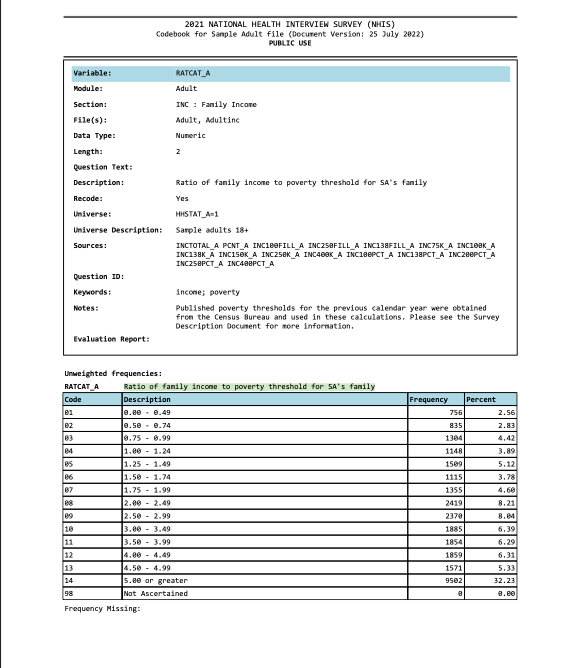 2021 NATIONAL HEALTH INTERVIEW SURVEY (NHIS)
Codebook for Sample Adult file (Document Version: 25 July 2022)
PUBLIC USE
Variable: RATCAT_A
Module: Adult
Section: INC : Family Income
File(s): Adult, Adultinc
Data Type: Numeric
Length: 2
Question Text:
Description: Ratio of family income to poverty threshold for SA's family
Recode: Yes
Universe: HHSTAT_A=1
Universe Description: Sample adults 18+
Sources: INCTOTAL_A PCNT_A INC100FILL_A INC250FILL_A INC138FILL_A INC75K_A INC100K_A
INC138K_A INC150K_A INC250K_A INC400K_A INC100PCT_A INC138PCT_A INC200PCT_A
INC250PCT_A INC400PCT_A
Question ID:
Keywords: income; poverty
Notes: Published poverty thresholds for the previous calendar year were obtained
from the Census Bureau and used in these calculations. Please see the Survey
Description Document for more information.
Evaluation Report:
Unweighted frequencies:
RATCAT_A Ratio of family income to poverty threshold for SA's family
Code Description Frequency Percent
01 0.00 - 0.49 756 2.56
02 0.50 - 0.74 835 2.83
03 0.75 - 0.99 1304 4.42
04 1.00 - 1.24 1148 3.89
05 1.25 - 1.49 1509 5.12
06 1.50 - 1.74 1115 3.78
07 1.75 - 1.99 1355 4.60
08 2.00 - 2.49 2419 8.21
09 2.50 - 2.99 2370 8.04
10 3.00 - 3.49 1885 6.39
11 3.50 - 3.99 1854 6.29
12 4.00 - 4.49 1859 6.31
13 4.50 - 4.99 1571 5.33
14 5.00 or greater 9502 32.23
98 Not Ascertained 0 0.00
Frequency Missing: